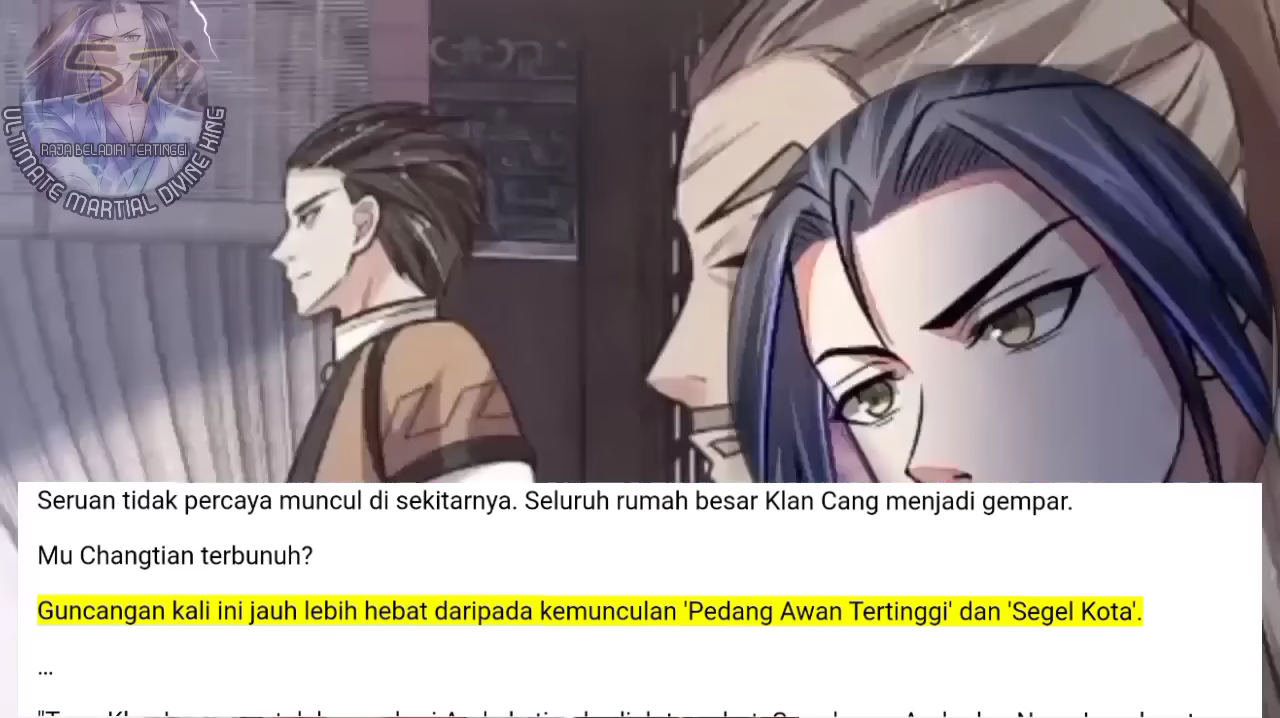 57
RAJA BELADIRI TERTINGGI
ULTIMATE MARTIAL DIVINE KING
Seruan tidak percaya muncul di sekitarnya. Seluruh rumah besar Klan Cang menjadi gempar.
Mu Changtian terbunuh?
Guncangan kali ini jauh lebih hebat daripada kemunculan 'Pedang Awan Tertinggi' dan 'Segel Kota'.
...